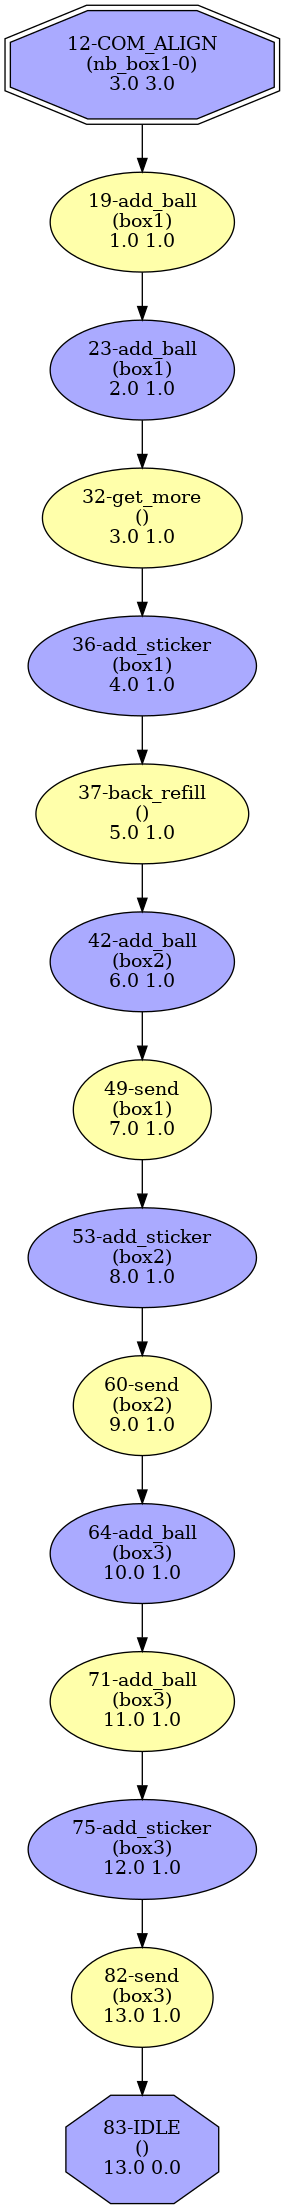 12-COM_ALIGN
(nb_box1-0)
3.0 3.0
19-add_ball
(box1)
1.0 1.0
23-add_ball
(box1)
2.0 1.0
32-get_more
()
3.0 1.0
36-add_sticker
(box1)
4.0 1.0
37-back_refill
()
5.0 1.0
42-add_ball
(box2)
6.0 1.0
49-send
(box1)
7.0 1.0
53-add_sticker
(box2)
8.0 1.0
60-send
(box2)
9.0 1.0
64-add_ball
(box3)
10.0 1.0
71-add_ball
(box3)
11.0 1.0
75-add_sticker
(box3)
12.0 1.0
82-send
(box3)
13.0 1.0
83-IDLE
()
13.0 0.0